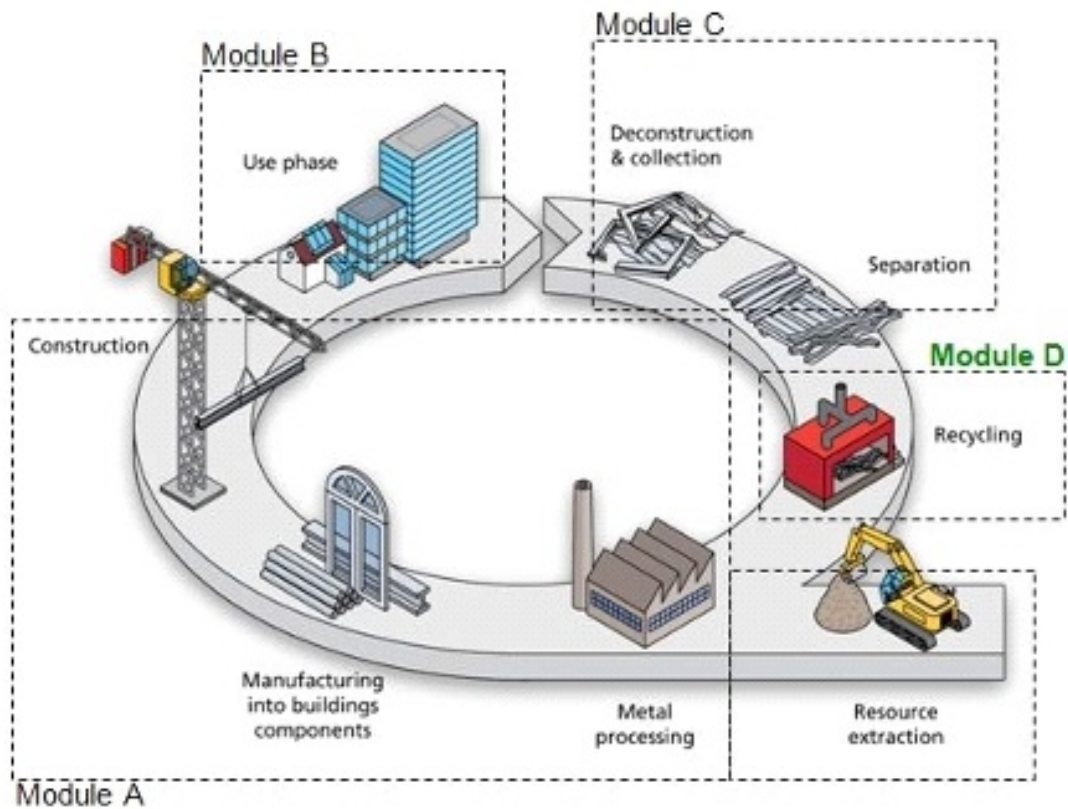 Module B
Module C
Use phase
Deconstruction
& collection
Separation
Construction
Module D
Recycling
Manufacturing
into buildings
components
Metal
processing
Resource
extraction
Module A